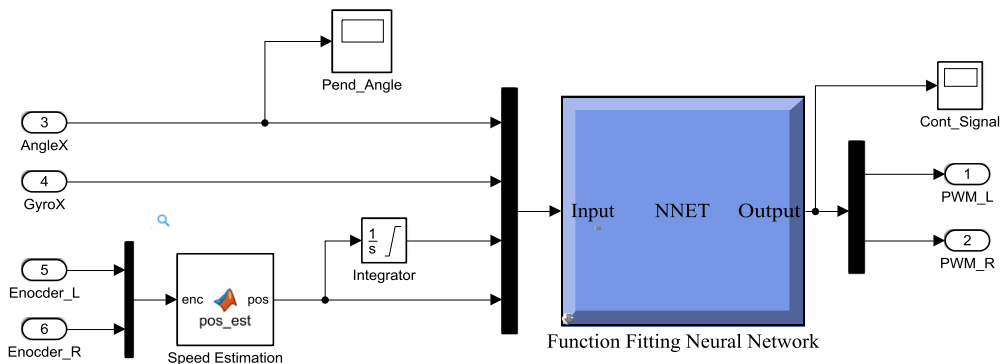 Pend_Angle
3
AngleX
4
GyroX
5
Enocder_L
6
Enocder_R
enc
pos
pos_est
Speed Estimation
1
s
Integrator
Input NNET Output
Function Fitting Neural Network
Cont_Signal
1
PWM_L
2
PWM_R